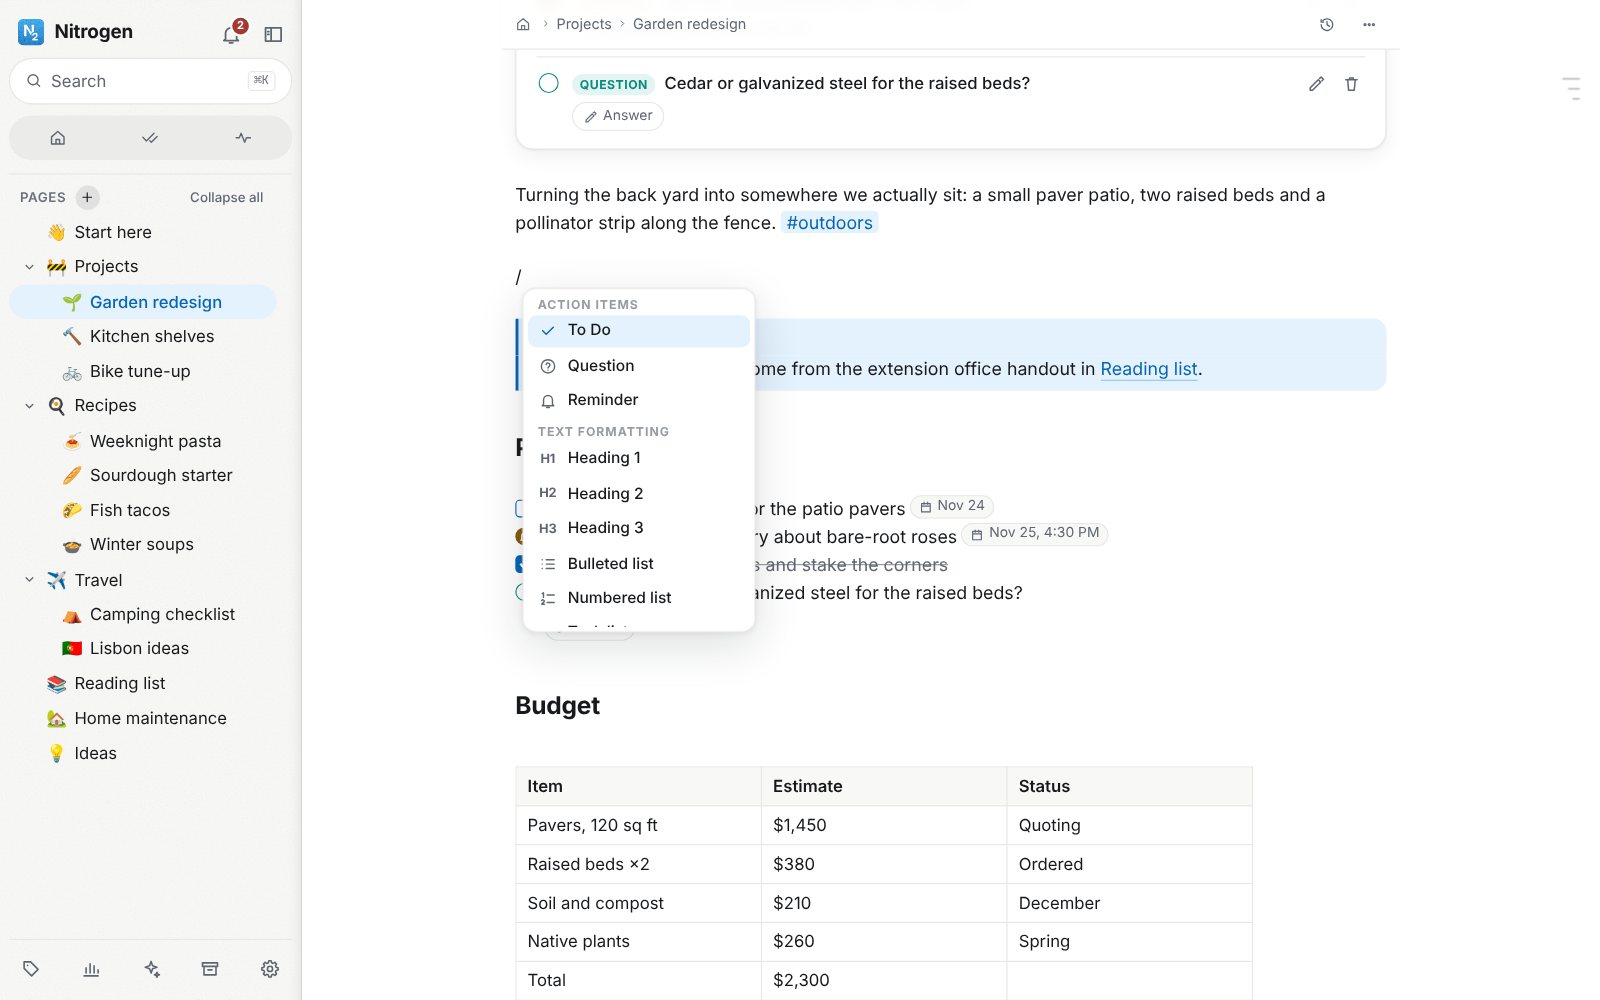 N2 Nitrogen 2
Search ⌘K
PAGES + Collapse all
Start here
Projects
Garden redesign
Kitchen shelves
Bike tune-up
Recipes
Weeknight pasta
Sourdough starter
Fish tacos
Winter soups
Travel
Camping checklist
Lisbon ideas
Reading list
Home maintenance
Ideas
Projects Garden redesign
QUESTION Cedar or galvanized steel for the raised beds?
Answer
Turning the back yard into somewhere we actually sit: a small paver patio, two raised beds and a
pollinator strip along the fence. #outdoors
/
ACTION ITEMS
To Do
Question
Reminder
TEXT FORMATTING
H1 Heading 1
H2 Heading 2
H3 Heading 3
Bulleted list
Numbered list
from the extension office handout in Reading list.
the patio pavers Nov 24
about bare-root roses Nov 25, 4:30 PM
and stake the corners
steel for the raised beds?
Budget
Item Estimate Status
Pavers, 120 sq ft $1,450 Quoting
Raised beds ×2 $380 Ordered
Soil and compost $210 December
Native plants $260 Spring
Total $2,300